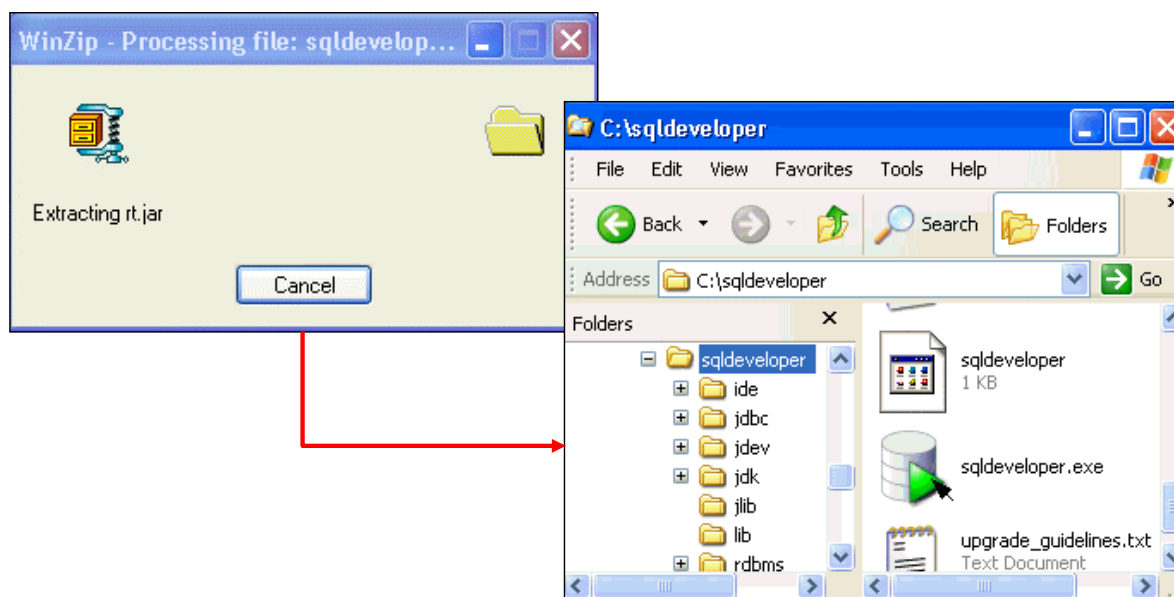 WinZip - Processing file: sqldevelop...
Extracting rt.jar
Cancel
C:\sqldeveloper
File Edit View Favorites Tools Help
Back Search Folders
Address C:\sqldeveloper Go
Folders
sqldeveloper
ide
jdbc
jdev
jdk
jlib
lib
rdbms
sqldeveloper
1 KB
sqldeveloper.exe
upgrade_guidelines.txt
Text Document